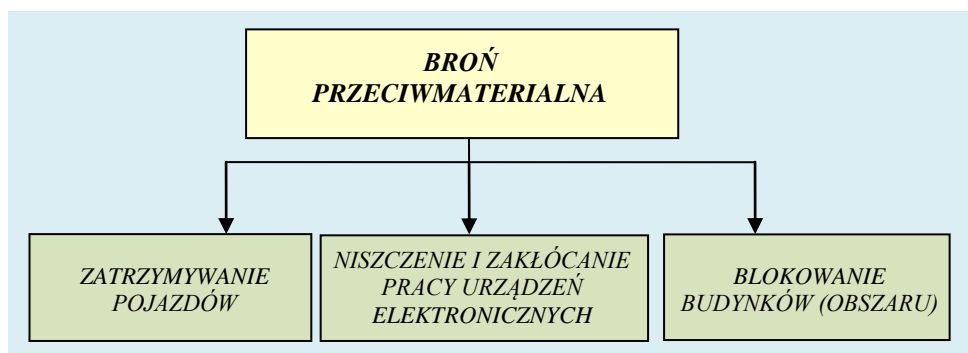 BROŃ
PRZECIWMATERIALNA
ZATRZYMYWANIE
POJAZDÓW
NISZCZENIE I ZAKŁÓCANIE
PRACY URZĄDZEŃ
ELEKTRONICZNYCH
BLOKOWANIE
BUDYNKÓW (OBSZARU)